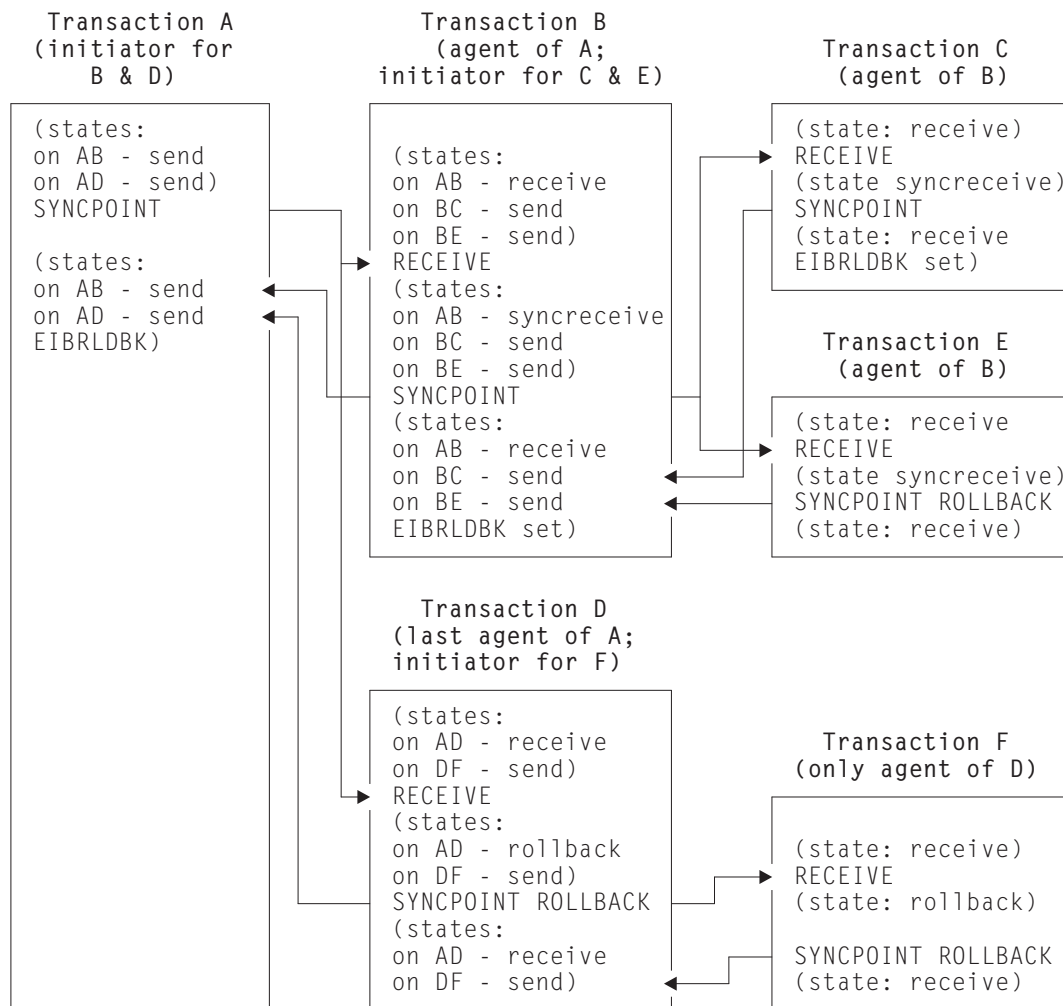 Transaction A
(initiator for
B & D)
(states:
on AB - send
on AD - send)
SYNCPOINT
(states:
on AB - send
on AD - send
EIBRLDBK)
Transaction B
(agent of A;
initiator for C & E)
(states:
on AB - receive
on BC - send
on BE - send)
RECEIVE
(states:
on AB - syncreceive
on BC - send
on BE - send)
SYNCPOINT
(states:
on AB - receive
on BC - send
on BE - send
EIBRLDBK set)
Transaction C
(agent of B)
(state: receive)
RECEIVE
(state syncreceive)
SYNCPOINT
(state: receive
EIBRLDBK set)
Transaction E
(agent of B)
(state: receive
RECEIVE
(state syncreceive)
SYNCPOINT ROLLBACK
(state: receive)
Transaction D
(last agent of A;
initiator for F)
(states:
on AD - receive
on DF - send)
RECEIVE
(states:
on AD - rollback
on DF - send)
SYNCPOINT ROLLBACK
(states:
on AD - receive
on DF - send)
Transaction F
(only agent of D)
(state: receive)
RECEIVE
(state: rollback)
SYNCPOINT ROLLBACK
(state: receive)